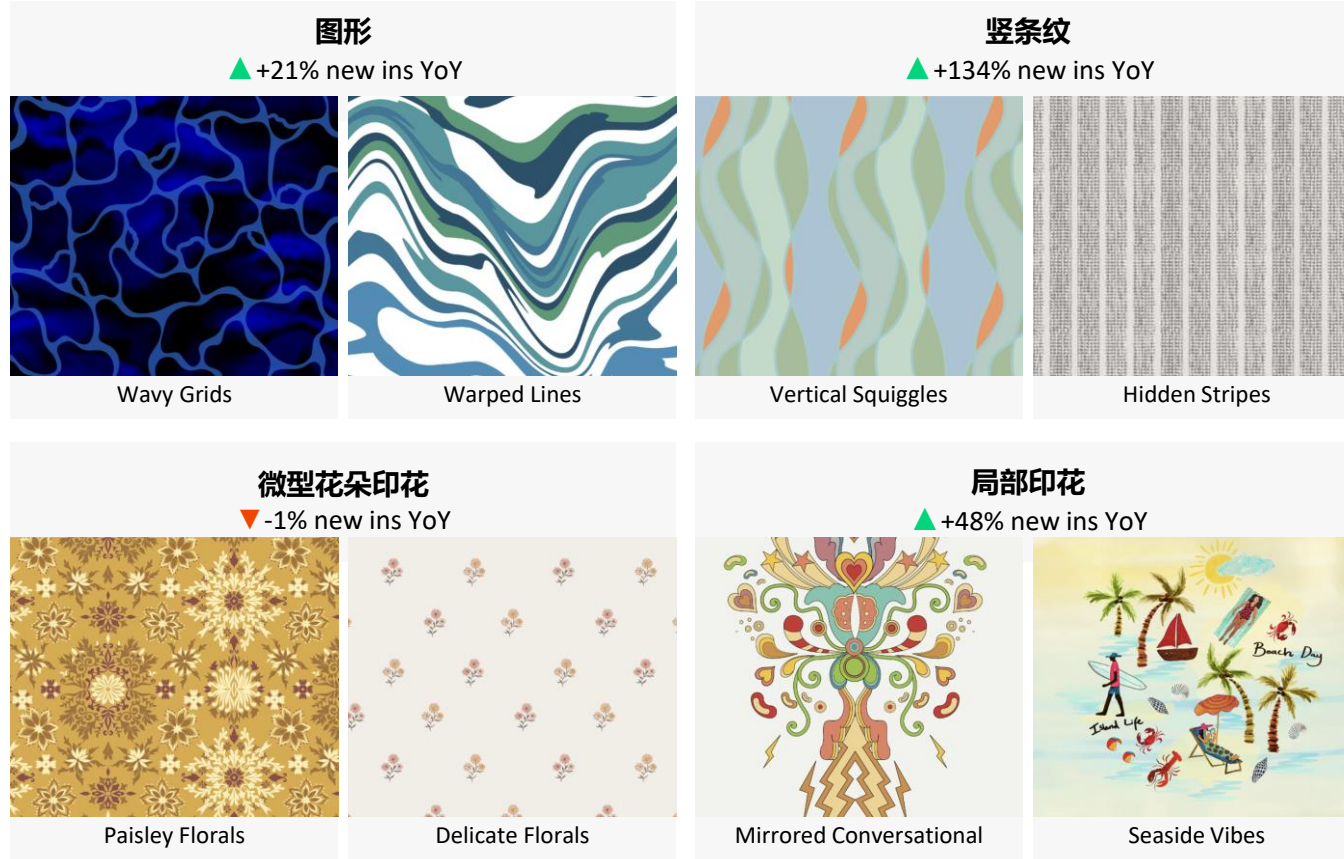 图形
▲+21% new ins YoY
Wavy Grids
Warped Lines
竖条纹
▲+134% new ins YoY
Vertical Squiggles
Hidden Stripes
微型花朵印花
▼-1% new ins YoY
Paisley Florals
Delicate Florals
局部印花
▲+48% new ins YoY
Mirrored Conversational
Beach Day
Island Life
Seaside Vibes